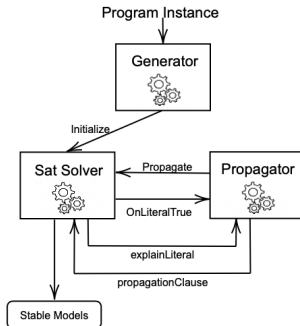 Program Instance
Generator
Initialize
Sat Solver
Propagate
Propagator
OnLiteralTrue
explainLiteral
propagationClause
Stable Models